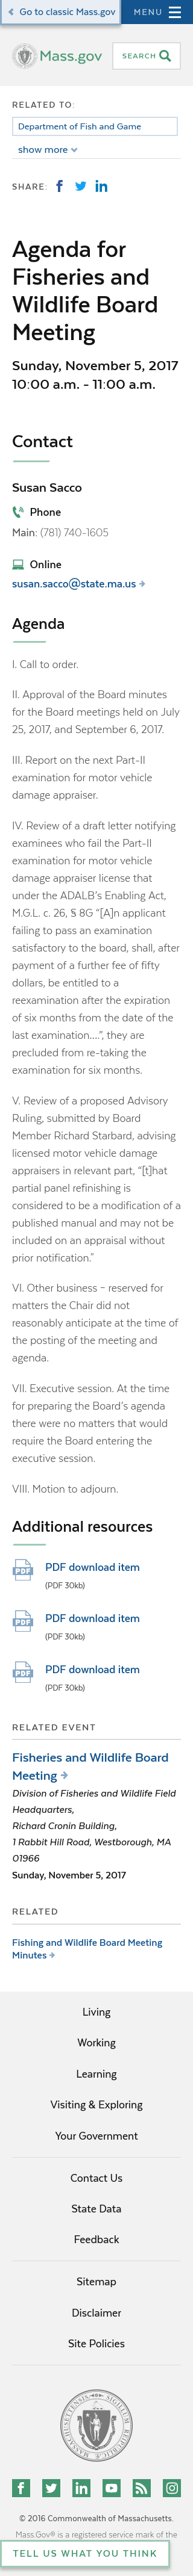 Go to classic Mass.gov
MENU
Mass.gov
SEARCH
RELATED TO:
Department of Fish and Game
show more
SHARE:
Agenda for
Fisheries and
Wildlife Board
Meeting
Sunday, November 5, 2017
10:00 a.m. - 11:00 a.m.
Contact
Susan Sacco
Phone
Main: (781) 740-1605
Online
susan.sacco@state.ma.us
Agenda
I. Call to order.
II. Approval of the Board minutes
for the Board meetings held on July
25, 2017, and September 6, 2017.
III. Report on the next Part-II
examination for motor vehicle
damage appraiser.
IV. Review of a draft letter notifying
examinees who fail the Part-II
examination for motor vehicle
damage appraiser license that
under the ADALB's Enabling Act,
M.G.L. c. 26, § 8G “[A]n applicant
failing to pass an examination
satisfactory to the board, shall, after
payment of a further fee of fifty
dollars, be entitled to a
reexamination after the expiration
of six months from the date of the
last examination....”, they are
precluded from re-taking the
examination for six months.
V. Review of a proposed Advisory
Ruling, submitted by Board
Member Richard Starbard, advising
licensed motor vehicle damage
appraisers in relevant part, “[t]hat
partial panel refinishing is
considered to be a modification of a
published manual and may not be
included on an appraisal without
prior notification.”
VI. Other business – reserved for
matters the Chair did not
reasonably anticipate at the time of
the posting of the meeting and
agenda.
VII. Executive session. At the time
for preparing the Board's agenda
there were no matters that would
require the Board entering the
executive session.
VIII. Motion to adjourn.
Additional resources
PDF
PDF download item
(PDF 30kb)
PDF
PDF download item
(PDF 30kb)
PDF
PDF download item
(PDF 30kb)
RELATED EVENT
Fisheries and Wildlife Board
Meeting
Division of Fisheries and Wildlife Field
Headquarters,
Richard Cronin Building,
1 Rabbit Hill Road, Westborough, MA
01966
Sunday, November 5, 2017
RELATED
Fishing and Wildlife Board Meeting
Minutes
Living
Working
Learning
Visiting & Exploring
Your Government
Contact Us
State Data
Feedback
Sitemap
Disclaimer
Site Policies
© 2016 Commonwealth of Massachusetts.
Mass.Gov® is a registered service mark of the
TELL US WHAT YOU THINK